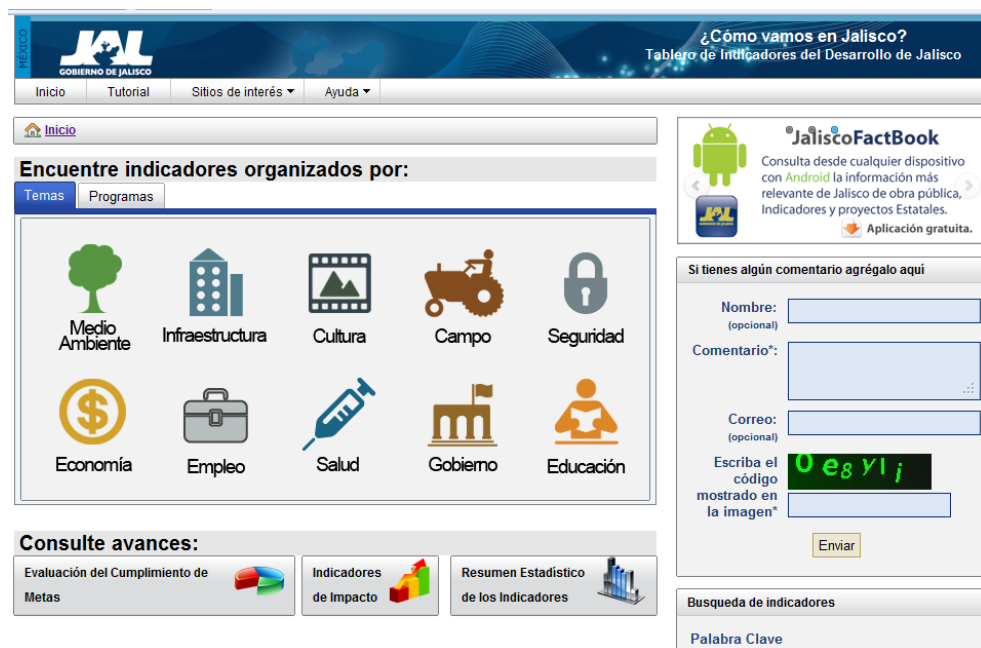 MÉXICO
JAL
GOBIERNO DE JALISCO
¿Cómo vamos en Jalisco?
Tablero de Indicadores del Desarrollo de Jalisco
Inicio Tutorial Sitios de interés Ayuda
Inicio
Encuentre indicadores organizados por:
Temas Programas
Medio
Ambiente
Infraestructura
Cultura
Campo
Seguridad
Economía
Empleo
Salud
Gobierno
Educación
Consulte avances:
Evaluación del Cumplimiento de
Metas
Indicadores
de Impacto
Resumen Estadístico
de los Indicadores
JaliscoFactBook
Consulta desde cualquier dispositivo
con Android la información más
relevante de Jalisco de obra pública,
Indicadores y proyectos Estatales.
JAL
Aplicación gratuita.
Si tienes algún comentario agrégalo aquí
Nombre:
(opcional)
Comentario*:
Correo:
(opcional)
Escriba el
código
mostrado en
la imagen*
Enviar
Busqueda de indicadores
Palabra Clave